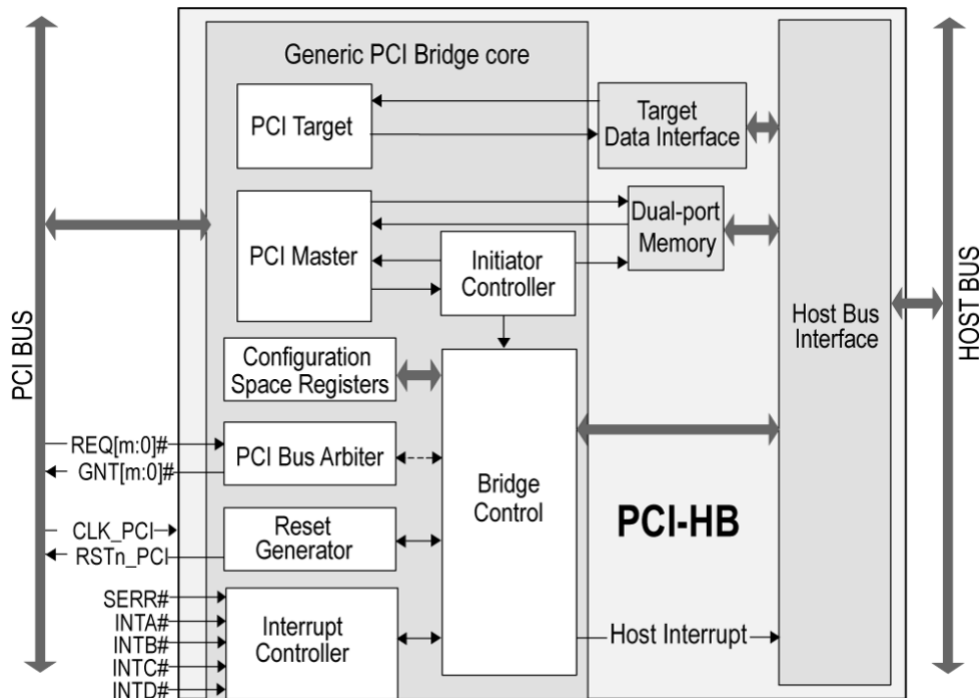 Generic PCI Bridge core
PCI Target
Target
Data Interface
PCI Master
Dual-port
Memory
Initiator
Controller
Host Bus
Interface
PCI BUS
HOST BUS
Configuration
Space Registers
REQ[m:0]#
GNT[m:0]#
PCI Bus Arbiter
Bridge
Control
PCI-HB
CLK_PCI
RSTn_PCI
Reset
Generator
SERR#
INTA#
INTB#
INTC#
INTD#
Interrupt
Controller
Host Interrupt